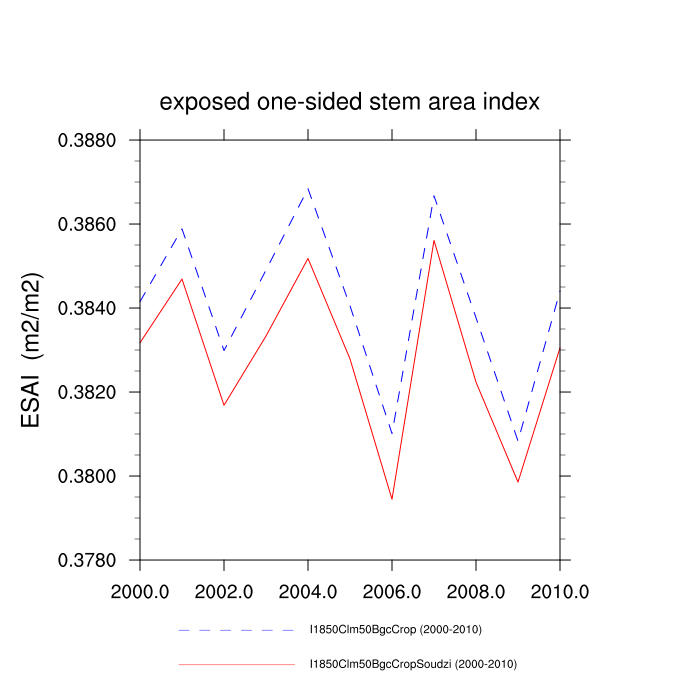 exposed one-sided stem area index
0.3880
0.3860
0.3840
0.3820
0.3800
0.3780
ESAI (m2/m2)
2000.0 2002.0 2004.0 2006.0 2008.0 2010.0
I1850Clm50BgcCrop (2000-2010)
I1850Clm50BgcCropSoudzi (2000-2010)